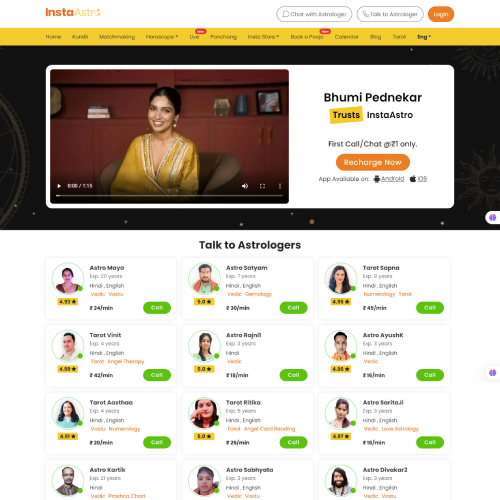 InstaAstro
Chat with Astrologer
Talk to Astrologer
Login
Home
Kundli
Matchmaking
Horoscope
Live
New
Panchang
Insta Store
Book a Pooja
New
Calendar
Blog
Tarot
Eng
0:00 / 1:15
Bhumi Pednekar
Trusts InstaAstro
First Call/Chat @₹1 only.
Recharge Now
App Available on: Android iOS
Talk to Astrologers
Astro Maya
Exp. 20 years
Hindi , English
Vedic Vastu
4.93 ★
₹ 24/min
Call
Astro Satyam
Exp. 7 years
Hindi , English
Vedic Gemology
5.0 ★
₹ 30/min
Call
Tarot Sapna
Exp. 9 years
Hindi , English
Numerology Tarot
4.96 ★
₹ 45/min
Call
Tarot Vinit
Exp. 4 years
Hindi , English
Tarot Angel Therapy
4.99 ★
₹ 42/min
Call
Astro Rajnil
Exp. 3 years
Hindi , English
Vedic
5.0 ★
₹ 18/min
Call
Astro AyushK
Exp. 3 years
Hindi , English
Vedic
4.96 ★
₹ 16/min
Call
Tarot Aasthaa
Exp. 4 years
Hindi , English
Vastu Numerology
4.81 ★
₹ 20/min
Call
Tarot Ritika
Exp. 5 years
Hindi , English
Tarot Angel Card Reading
5.0 ★
₹ 26/min
Call
Astro SaritaJi
Exp. 3 years
Hindi , English
Vedic Love Astrology
4.87 ★
₹ 18/min
Call
Astro Kartik
Exp. 21 years
Hindi
Vedic Prashna Chart
Astro Sabhyata
Exp. 3 years
Hindi , English
Vedic Vastu
Astro Divakar2
Exp. 3 years
Hindi , English
Vedic Vastu